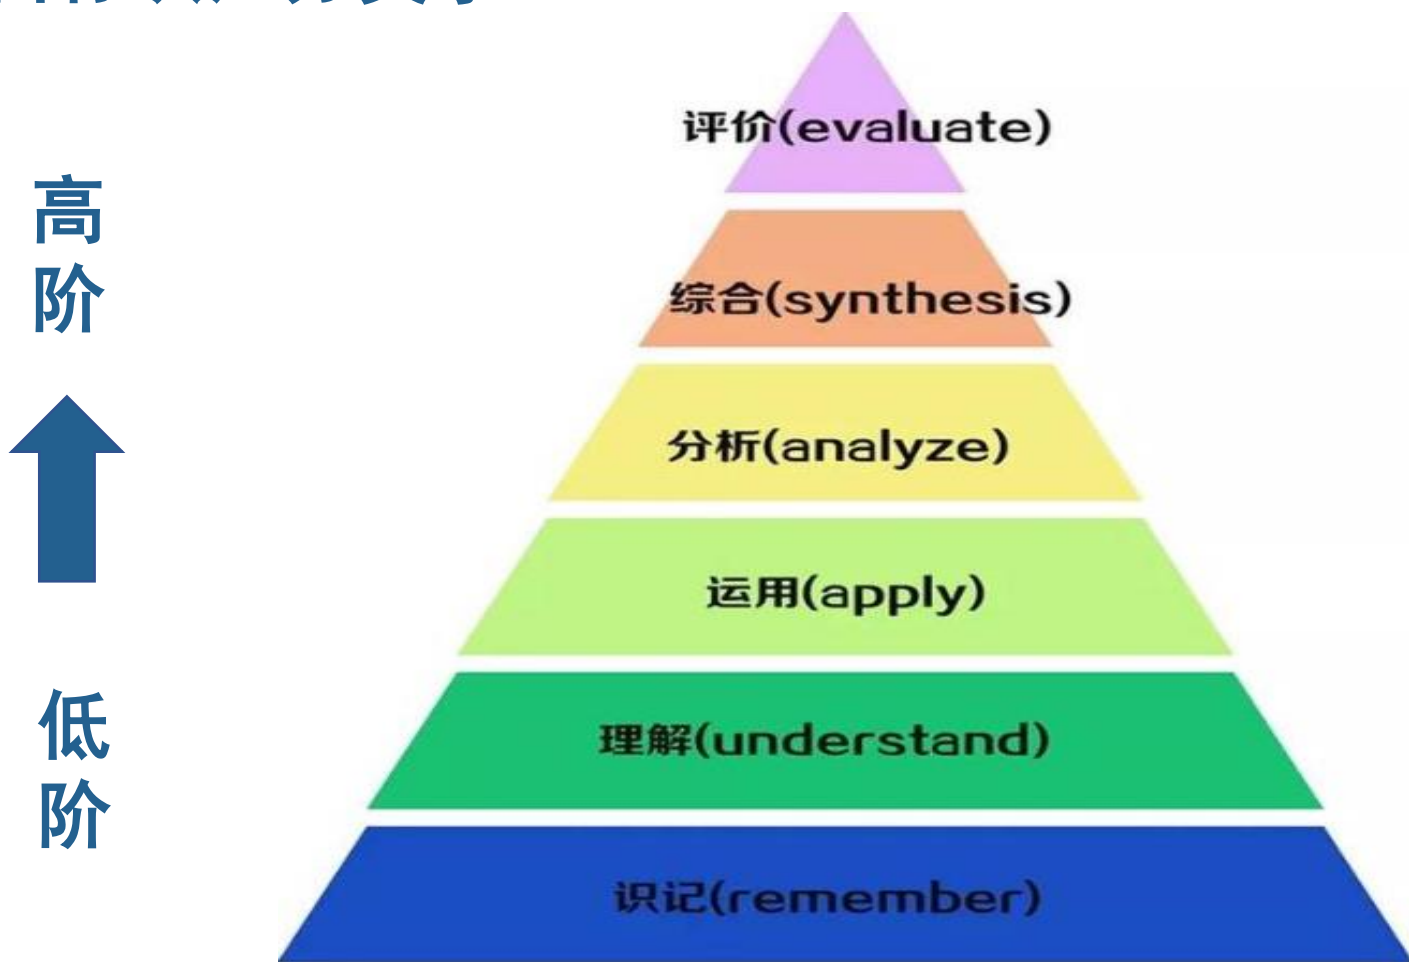 评价(evaluate)
高
阶
综合(synthesis)
分析(analyze)
运用(apply)
低
阶
理解(understand)
识记(remember)